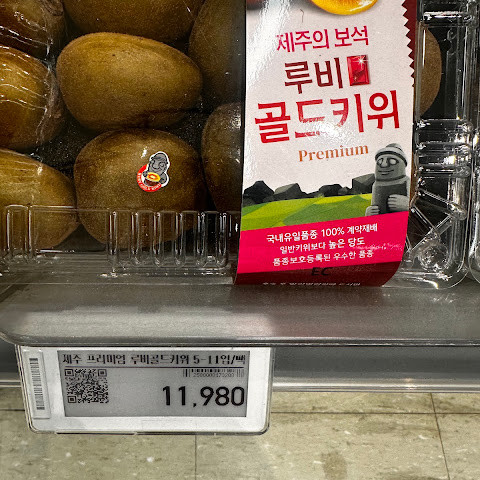 제주의 보석
루비
골드키위
Premium
국내유일품종 100% 계약재배
일반키위보다 높은 당도
품종보호등록된 우수한 품종
EC
제주 프리미엄 루비골드키위 5-11입/팩
11,980